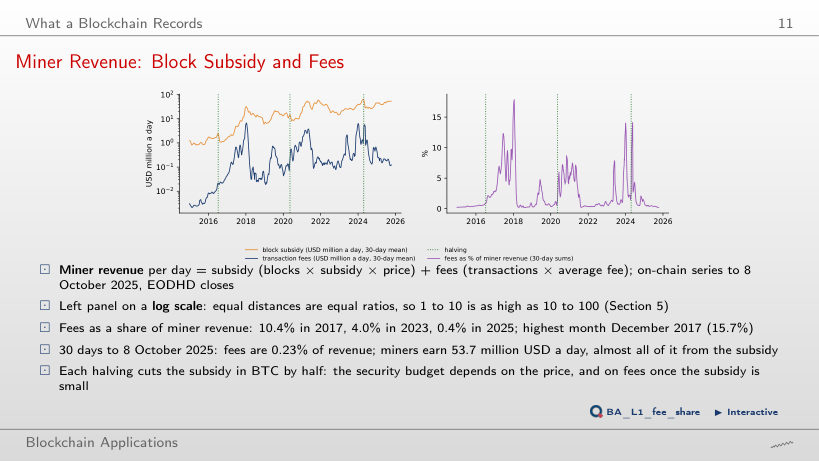 What a Blockchain Records
11
Miner Revenue: Block Subsidy and Fees
10²
10¹
10⁰
10⁻¹
10⁻²
USD million a day
2016 2018 2020 2022 2024 2026
15
10
5
0
%
2016 2018 2020 2022 2024 2026
block subsidy (USD million a day, 30-day mean)
transaction fees (USD million a day, 30-day mean)
halving
fees as % of miner revenue (30-day sums)
Miner revenue per day = subsidy (blocks × subsidy × price) + fees (transactions × average fee); on-chain series to 8
October 2025, EODHD closes
Left panel on a log scale: equal distances are equal ratios, so 1 to 10 is as high as 10 to 100 (Section 5)
Fees as a share of miner revenue: 10.4% in 2017, 4.0% in 2023, 0.4% in 2025; highest month December 2017 (15.7%)
30 days to 8 October 2025: fees are 0.23% of revenue; miners earn 53.7 million USD a day, almost all of it from the subsidy
Each halving cuts the subsidy in BTC by half: the security budget depends on the price, and on fees once the subsidy is
small
BA_L1_fee_share
▶ Interactive
Blockchain Applications